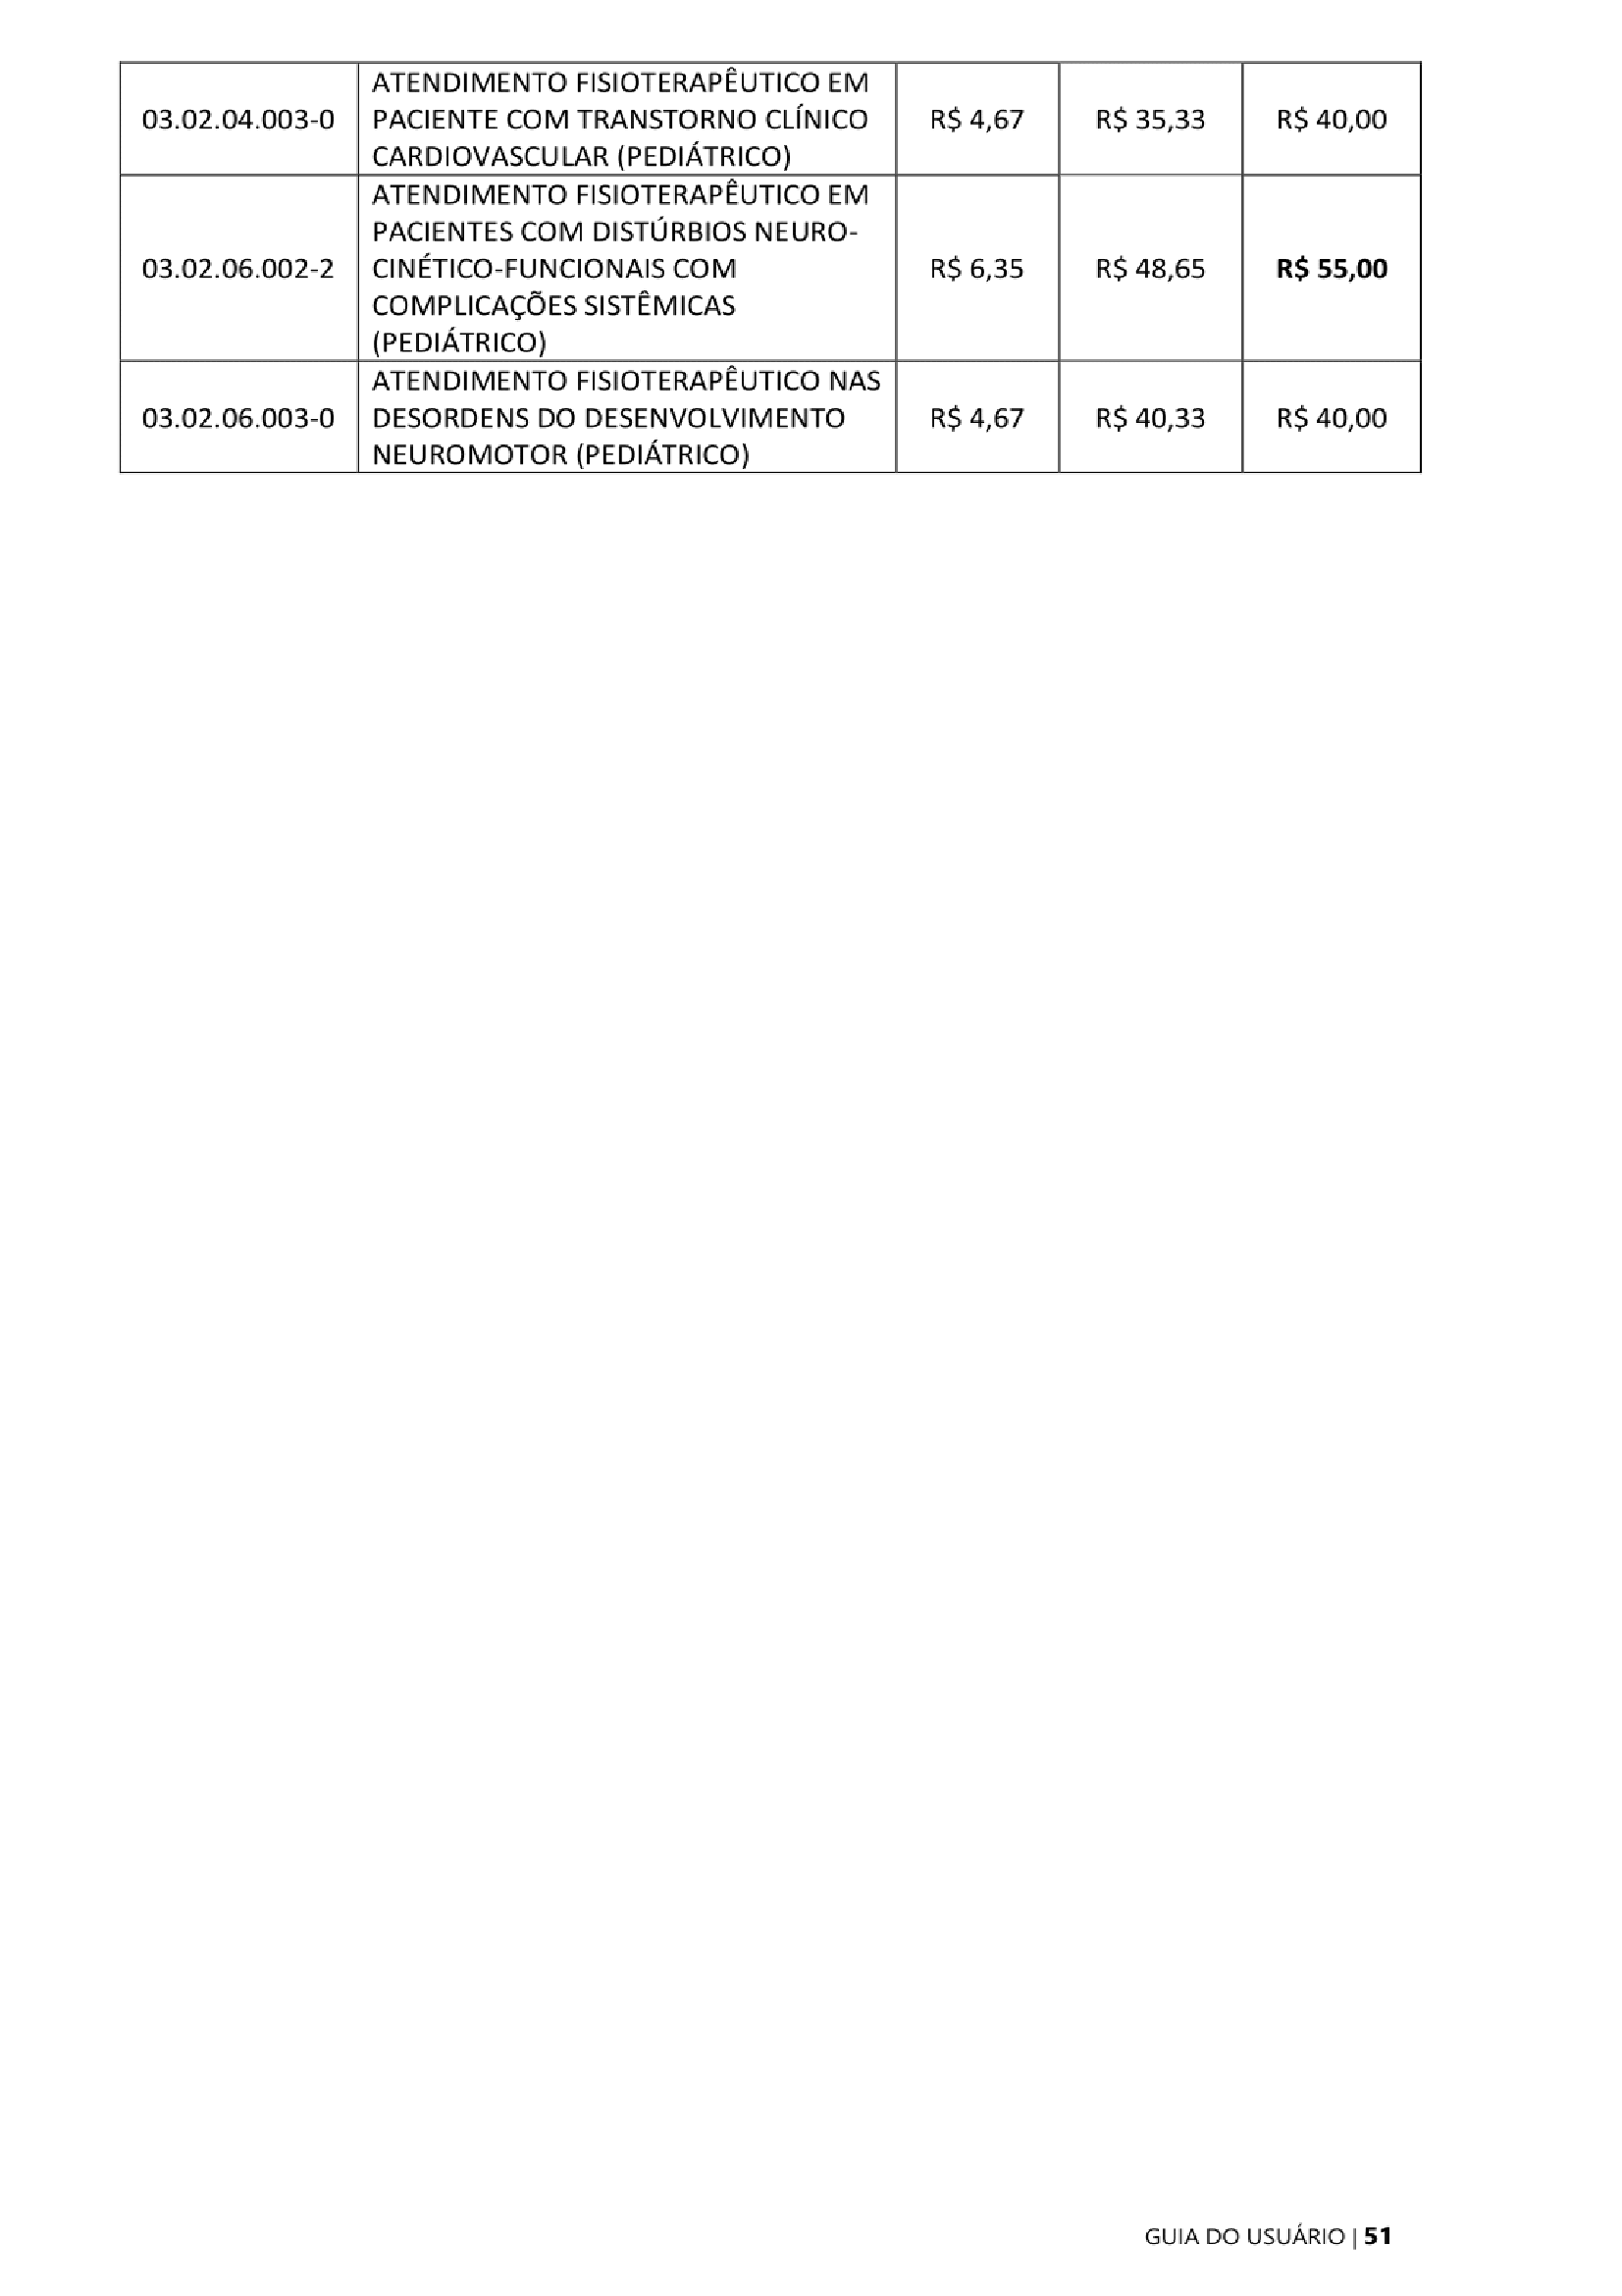 03.02.04.003-0
ATENDIMENTO FISIOTERAPÊUTICO EM
PACIENTE COM TRANSTORNO CLÍNICO
CARDIOVASCULAR (PEDIÁTRICO)
R$ 4,67
R$ 35,33
R$ 40,00
03.02.06.002-2
ATENDIMENTO FISIOTERAPÊUTICO EM
PACIENTES COM DISTÚRBIOS NEURO-
CINÉTICO-FUNCIONAIS COM
COMPLICAÇÕES SISTÊMICAS
(PEDIÁTRICO)
R$ 6,35
R$ 48,65
R$ 55,00
03.02.06.003-0
ATENDIMENTO FISIOTERAPÊUTICO NAS
DESORDENS DO DESENVOLVIMENTO
NEUROMOTOR (PEDIÁTRICO)
R$ 4,67
R$ 40,33
R$ 40,00
GUIA DO USUÁRIO | 51